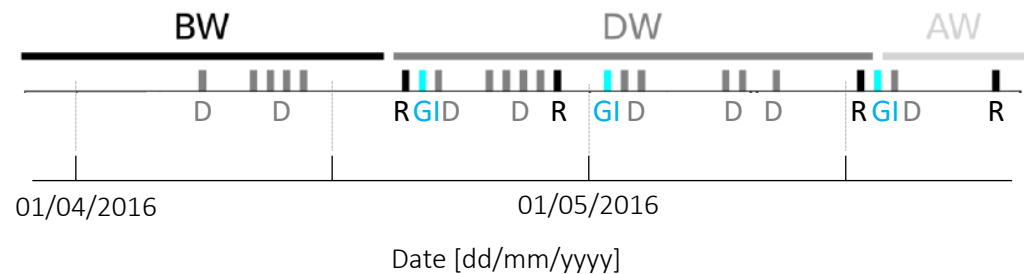 BW DW AW
D D R GI D D R GI D D D R GI D R
01/04/2016 01/05/2016
Date [dd/mm/yyyy]